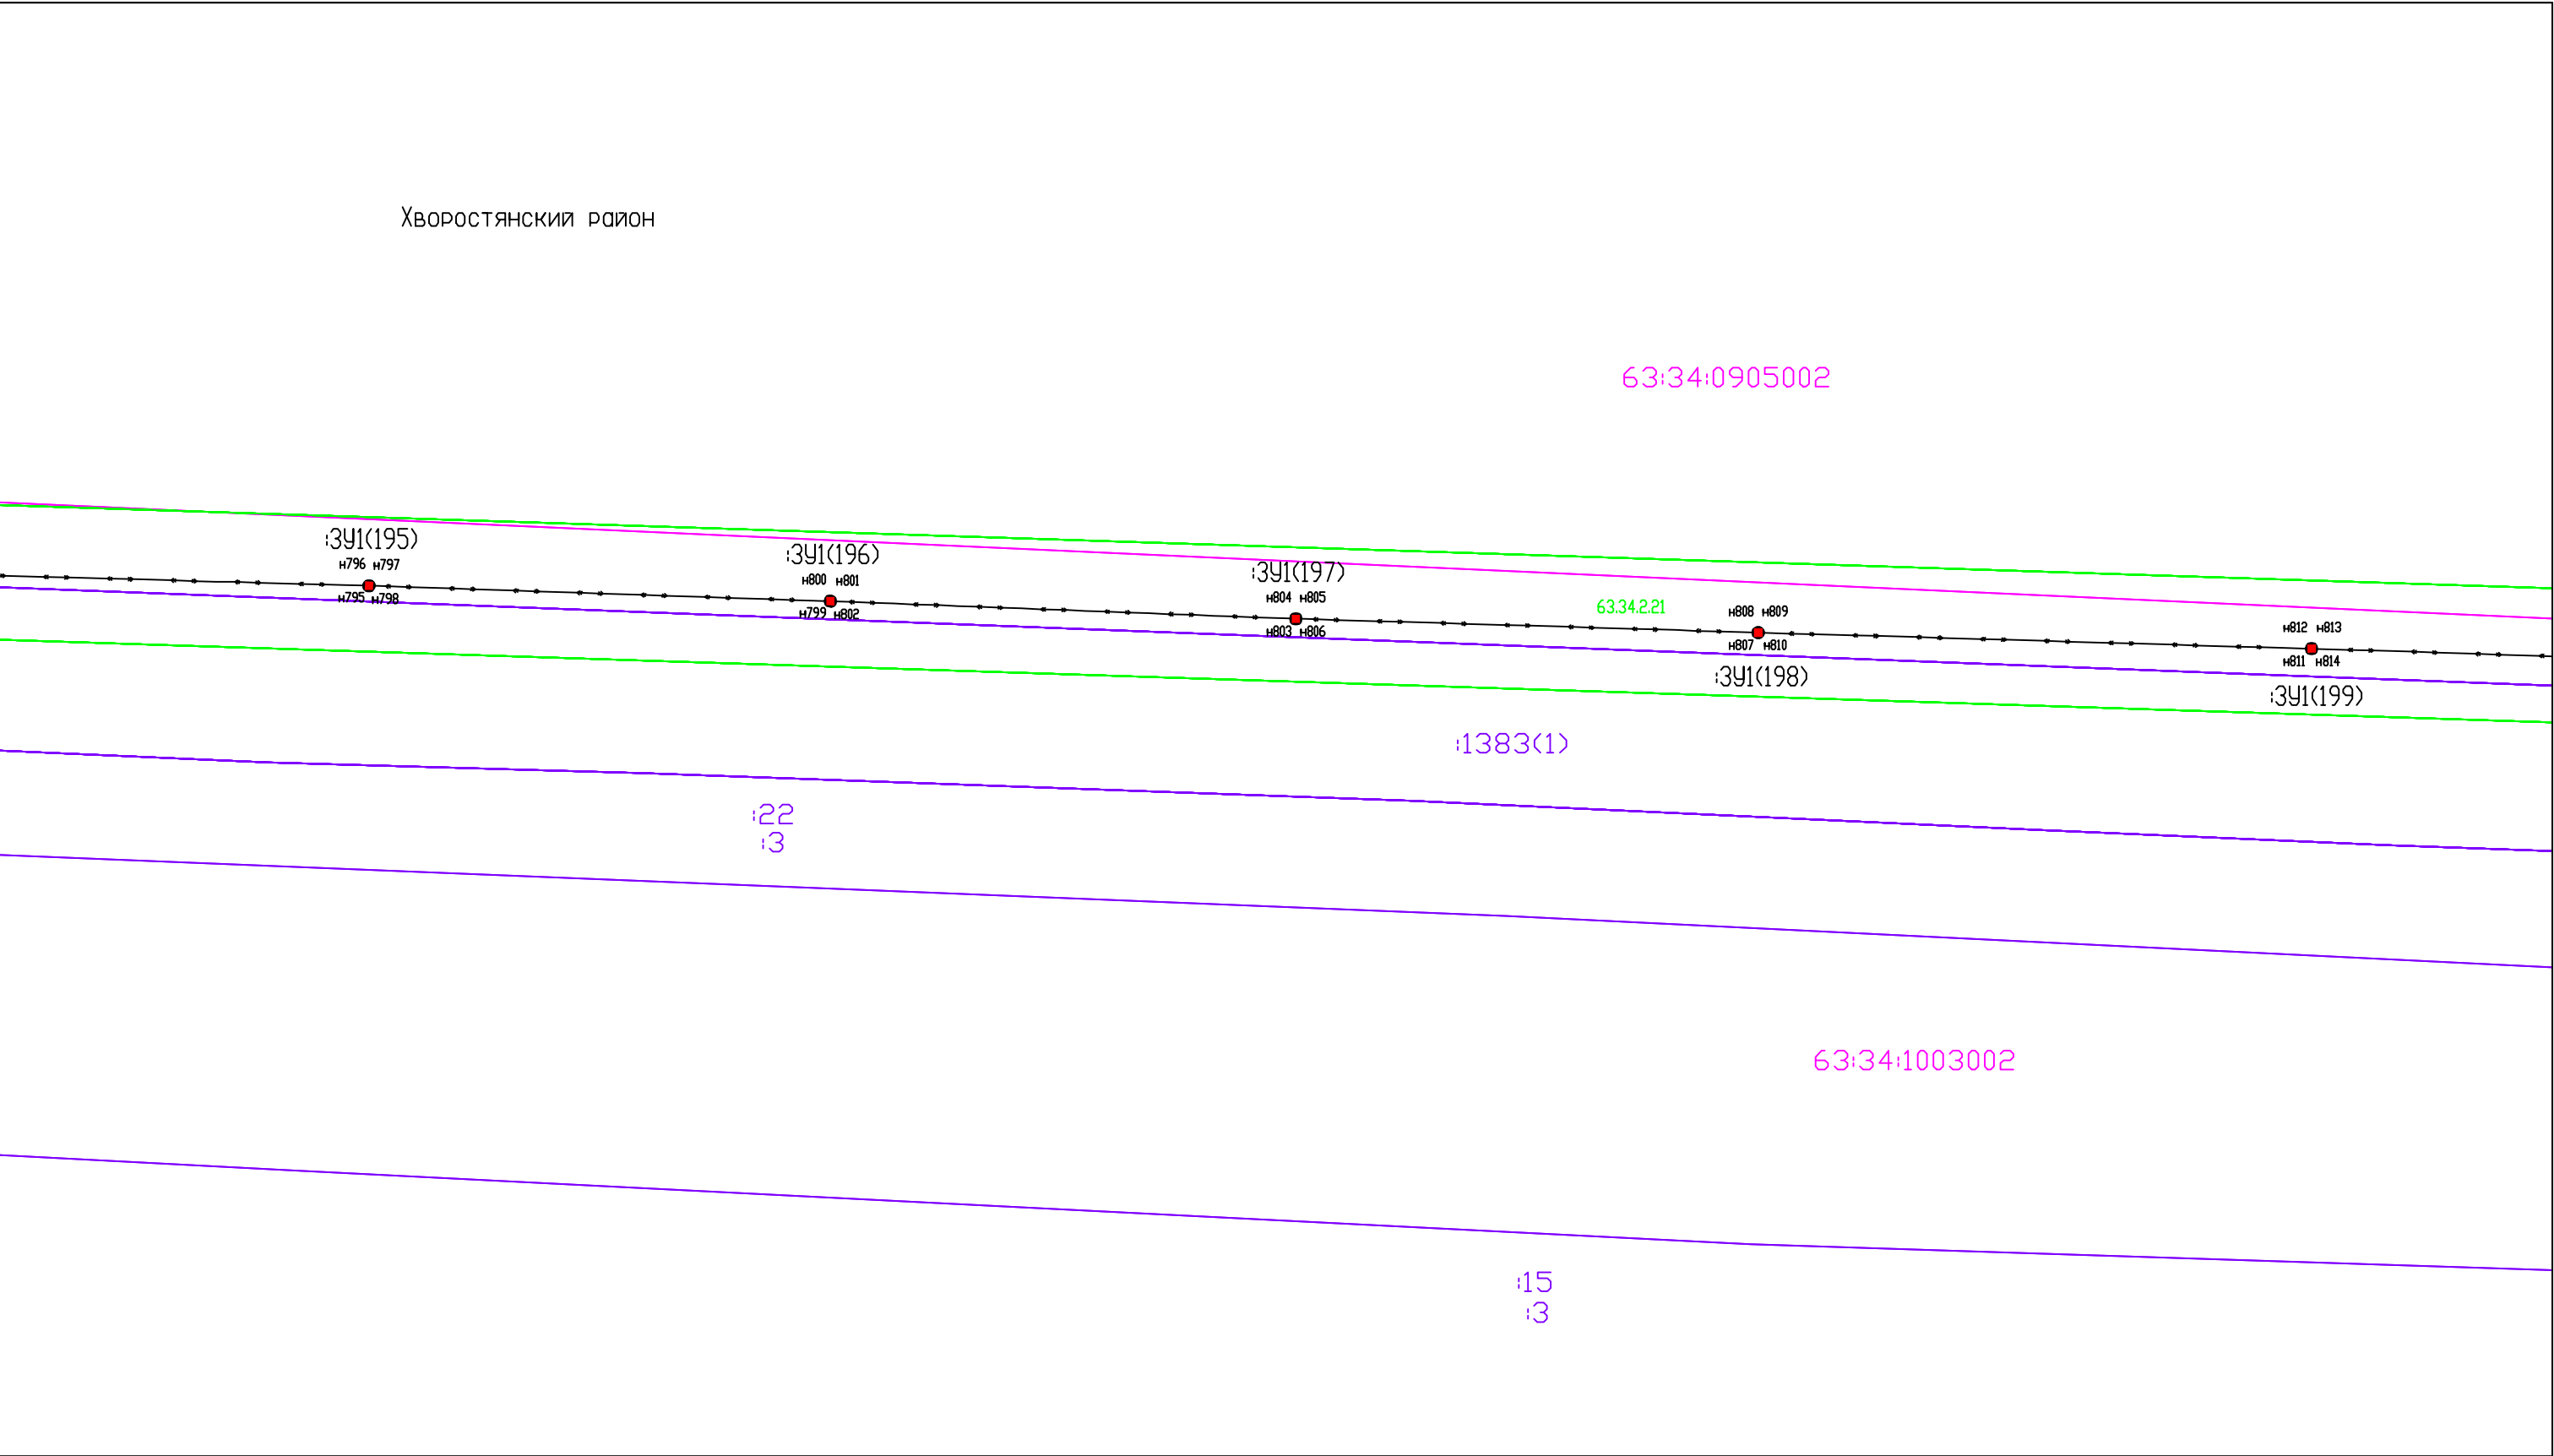 Хворостянский район
63:34:0905002
:ЗУ1(195)
н796 н797
н795 н798
:ЗУ1(196)
н800 н801
н799 н802
:ЗУ1(197)
н804 н805
н803 н806
63.34.2.21
н808 н809
н807 н810
:ЗУ1(198)
н812 н813
н811 н814
:ЗУ1(199)
:1383(1)
:22
:3
63:34:1003002
:15
:3